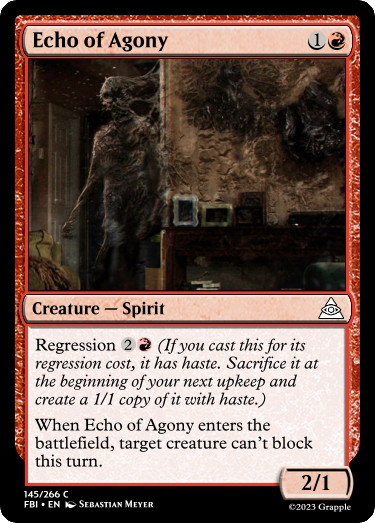 Echo of Agony 1
Creature — Spirit
Regression 2 (If you cast this for its
regression cost, it has haste. Sacrifice it at
the beginning of your next upkeep and
create a 1/1 copy of it with haste.)
When Echo of Agony enters the
battlefield, target creature can't block
this turn.
2/1
145/266 C
FBI • EN Sebastian Meyer
©2023 Grapple